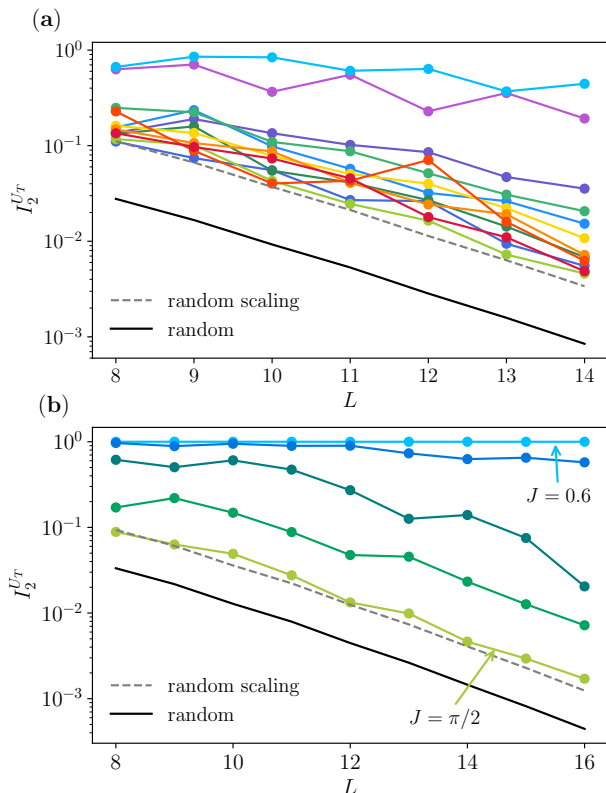 (a)
10^0
10^{-1}
10^{-2}
10^{-3}
I_2^{U_T}
random scaling
random
8 9 10 11 12 13 14
L
(b)
10^0
10^{-1}
10^{-2}
10^{-3}
I_2^{U_T}
J = 0.6
random scaling
random
J = π/2
8 10 12 14 16
L